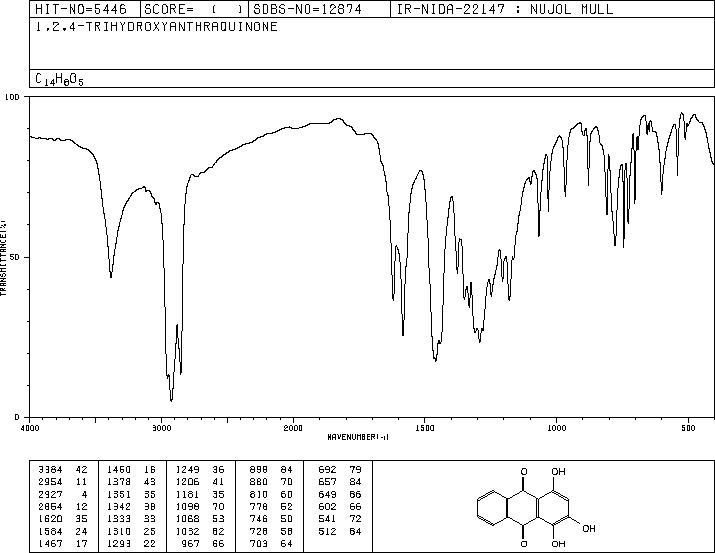 HIT-NO=5446 SCORE= ( ) SDBS-NO=12874 IR-NIDA-22147 : NUJOL MULL
1,2,4-TRIHYDROXYANTHRAQUINONE
C14H8O5
100
50
0
TRANSMITTANCE(%)
4000 3000 2000 1500 1000 500
WAVENUMBER(-1)
3384 42 1460 16 1249 36 898 84 692 79
2954 11 1378 43 1206 41 880 70 657 84
2927 4 1351 35 1181 35 810 60 649 86
2854 12 1342 38 1098 70 778 52 602 66
1620 35 1333 33 1068 53 746 50 541 72
1584 24 1310 25 1032 62 728 58 512 84
1467 17 1293 22 967 66 703 64
O OH
OH
O OH